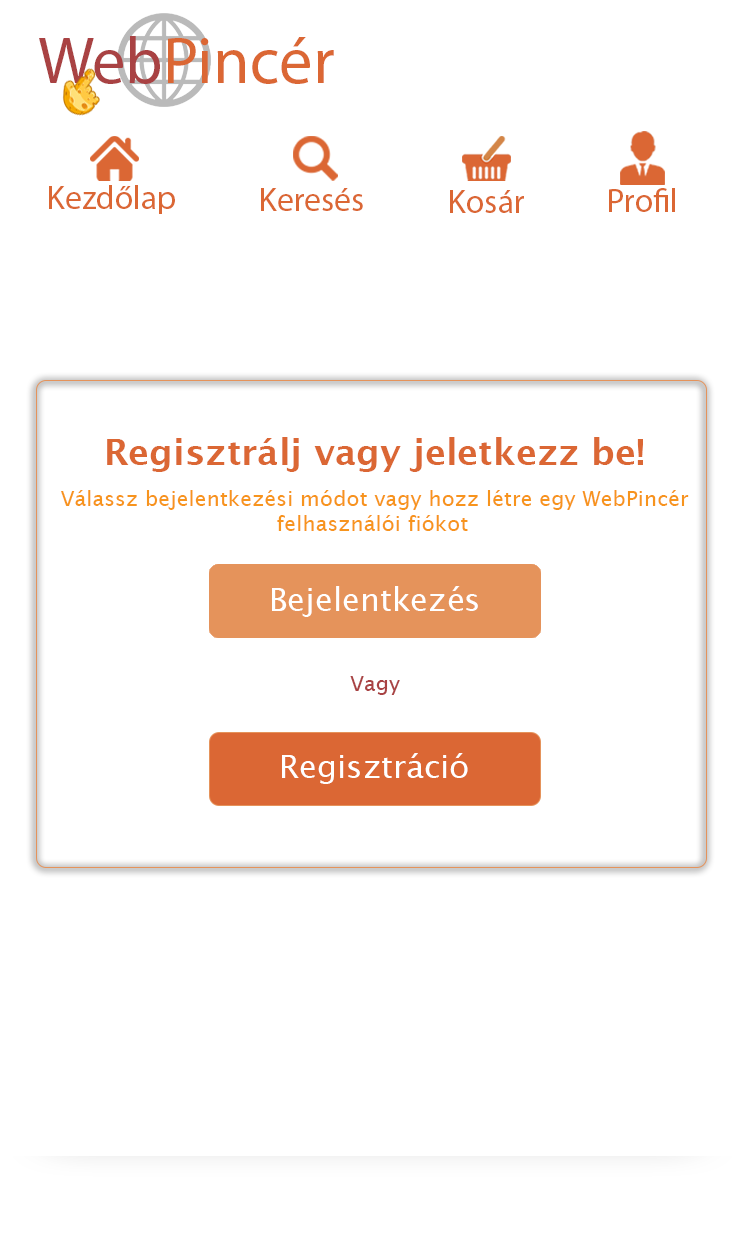 WebPincér
Kezdőlap Keresés Kosár Profil
Regisztrálj vagy jeletkezz be!
Válassz bejelentkezési módot vagy hozz létre egy WebPincér
felhasználói fiókot
Bejelentkezés
Vagy
Regisztráció